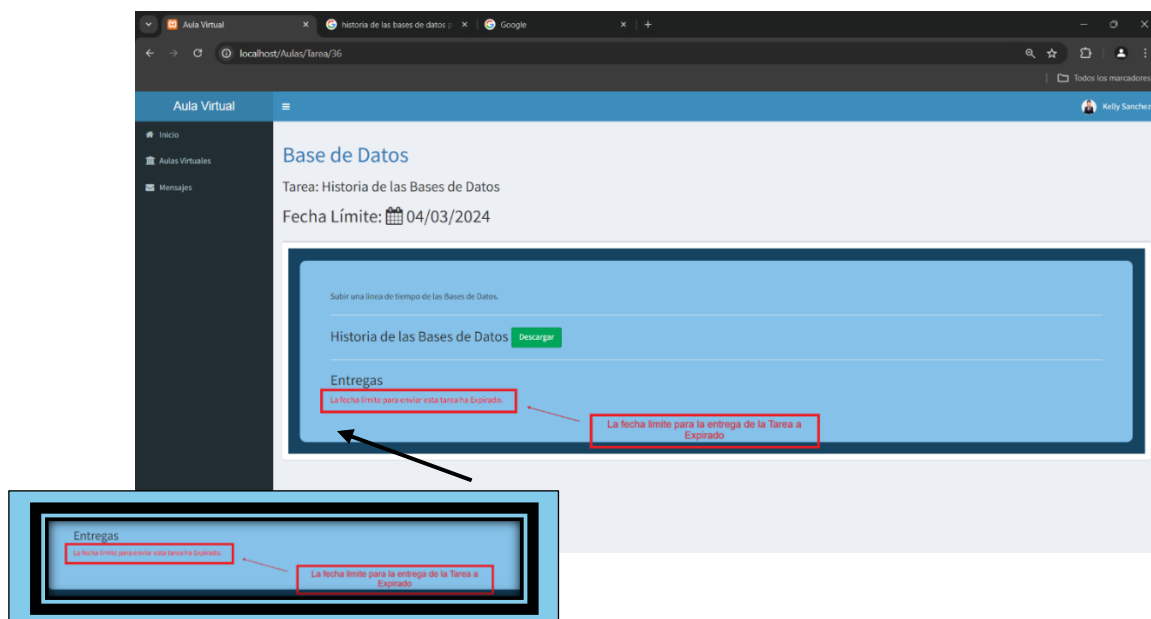 Aula Virtual
historia de las bases de datos p
Google
localhost/Aulas/Tarea/36
Todos los marcadores
Aula Virtual
Kelly Sanchez
Inicio
Aulas Virtuales
Mensajes
Base de Datos
Tarea: Historia de las Bases de Datos
Fecha Límite: 04/03/2024
Subir una línea de tiempo de las Bases de Datos.
Historia de las Bases de Datos Descargar
Entregas
La fecha límite para enviar esta tarea ha Expirado.
La fecha limite para la entrega de la Tarea a
Expirado
Entregas
La fecha límite para enviar esta tarea ha Expirado.
La fecha limite para la entrega de la Tarea a
Expirado